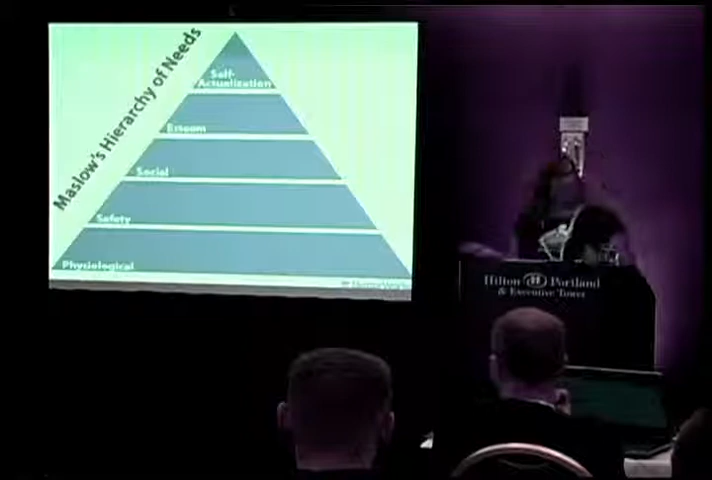 Maslow's Hierarchy of Needs
Self-
Actualization
Esteem
Social
Safety
Physiological
Hilton Portland
& Executive Tower